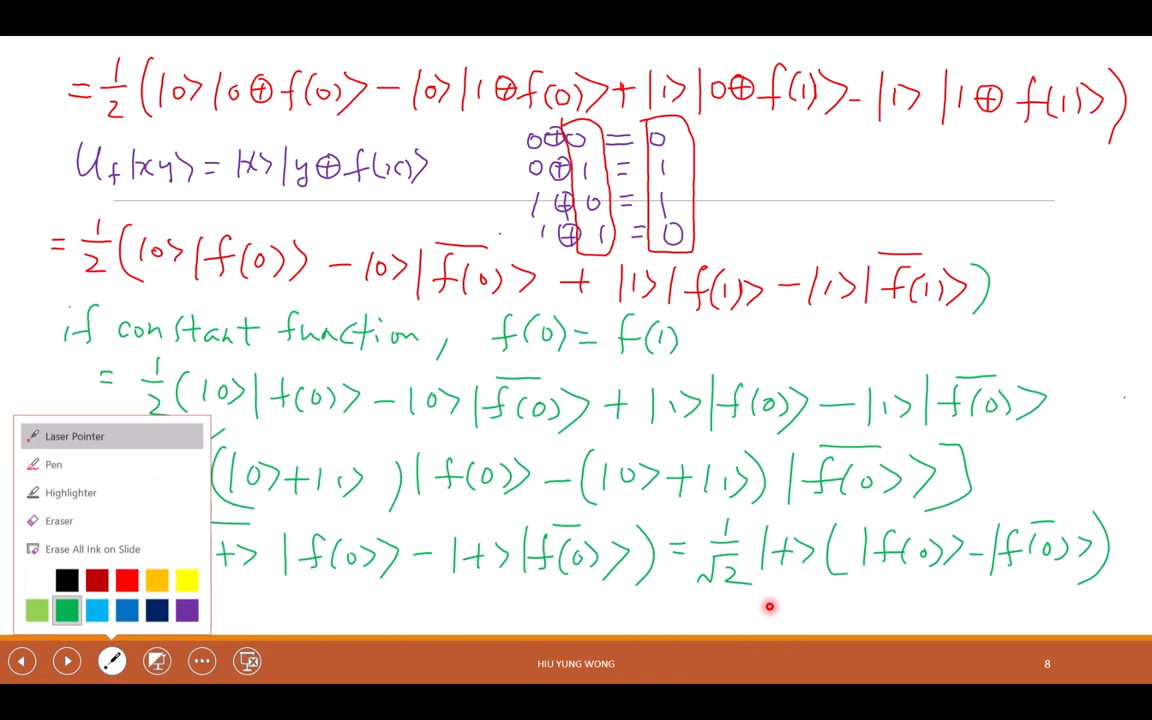 = 1/2 (|0>|0⊕f(0)> − |0>|1⊕f(0)> + |1>|0⊕f(1)> − |1>|1⊕f(1)>)
0⊕0 = 0
U_f|xy> = |x>|y⊕f(x)>
0⊕1 = 1
1⊕0 = 1
1⊕1 = 0
= 1/2 (|0>|f(0)> − |0>|f̅(̅0̅)̅> + |1>|f(1)> − |1>|f̅(̅1̅)̅>)
if constant function, f(0) = f(1)
= 1/2 (|0>|f(0)> − |0>|f̅(̅0̅)̅> + |1>|f(0)> − |1>|f̅(̅0̅)̅>
(|0>+|1>)|f(0)> − (|0>+|1>)|f̅(̅0̅)̅>]
+>|f(0)> − |+>|f̅(̅0̅)̅>) = 1/√2 |+>(|f(0)> − |f̅(̅0̅)̅>)
Laser Pointer
Pen
Highlighter
Eraser
Erase All Ink on Slide
HIU YUNG WONG
8